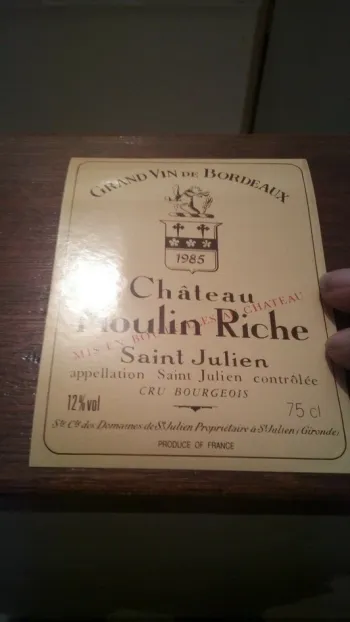 GRAND VIN DE BORDEAUX
1985
Château
Moulin Riche
MIS EN BOUTEILLES AU CHATEAU
Saint Julien
appellation Saint Julien contrôlée
CRU BOURGEOIS
12% vol
75 cl
Sté Cle des Domaines de St Julien Propriétaire à St Julien (Gironde)
PRODUCE OF FRANCE